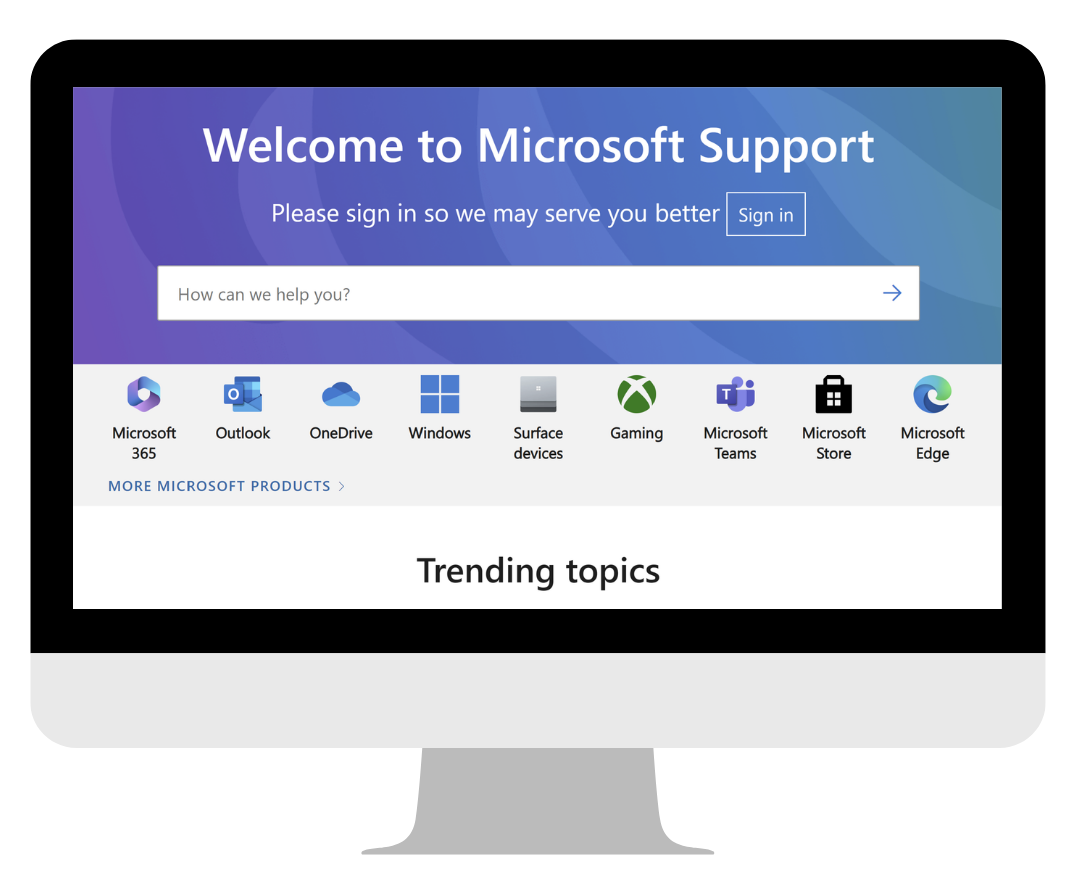 Welcome to Microsoft Support
Please sign in so we may serve you better Sign in
How can we help you?
Microsoft 365
Outlook
OneDrive
Windows
Surface devices
Gaming
Microsoft Teams
Microsoft Store
Microsoft Edge
MORE MICROSOFT PRODUCTS
Trending topics